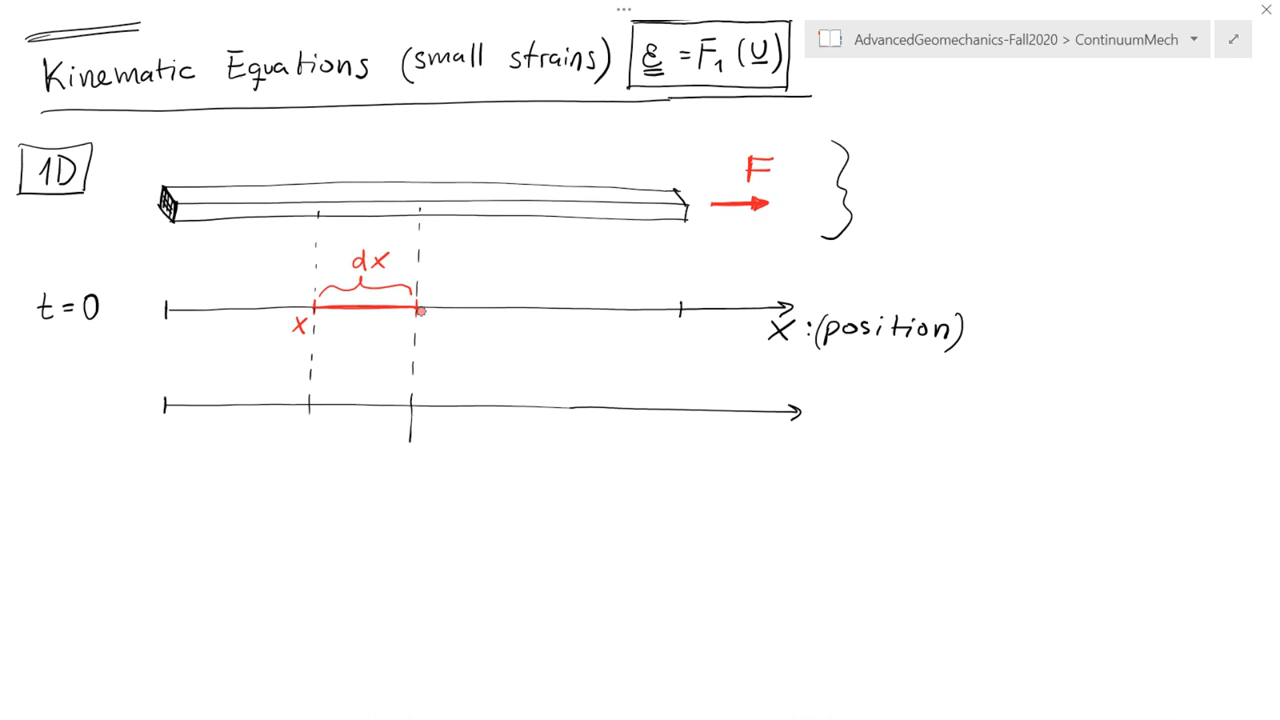 Kinematic Equations (small strains) ε = F₁ (u)
AdvancedGeomechanics-Fall2020 > ContinuumMech
1D
F
dx
t=0
x
X :(position)